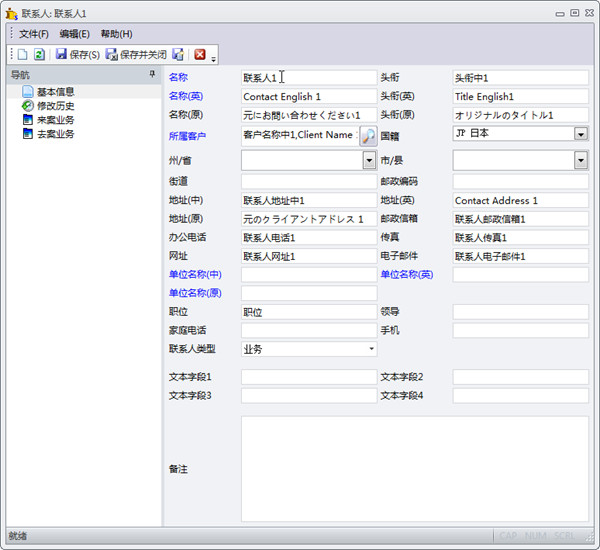 联系人: 联系人1
文件(F) 编辑(E) 帮助(H)
保存(S) 保存并关闭
导航
基本信息
修改历史
来案业务
去案业务
名称 联系人1 头衔 头衔中1
名称(英) Contact English 1 头衔(英) Title English1
名称(原) 元にお問い合わせください1 头衔(原) オリジナルのタイトル1
所属客户 客户名称中1,Client Name 国籍 JP 日本
州/省 市/县
街道 邮政编码
地址(中) 联系人地址中1 地址(英) Contact Address 1
地址(原) 元のクライアントアドレス 1 邮政信箱 联系人邮政信箱1
办公电话 联系人电话1 传真 联系人传真1
网址 联系人网址1 电子邮件 联系人电子邮件1
单位名称(中) 单位名称(英)
单位名称(原)
职位 职位 领导
家庭电话 手机
联系人类型 业务
文本字段1 文本字段2
文本字段3 文本字段4
备注
就绪 CAP NUM SCRL